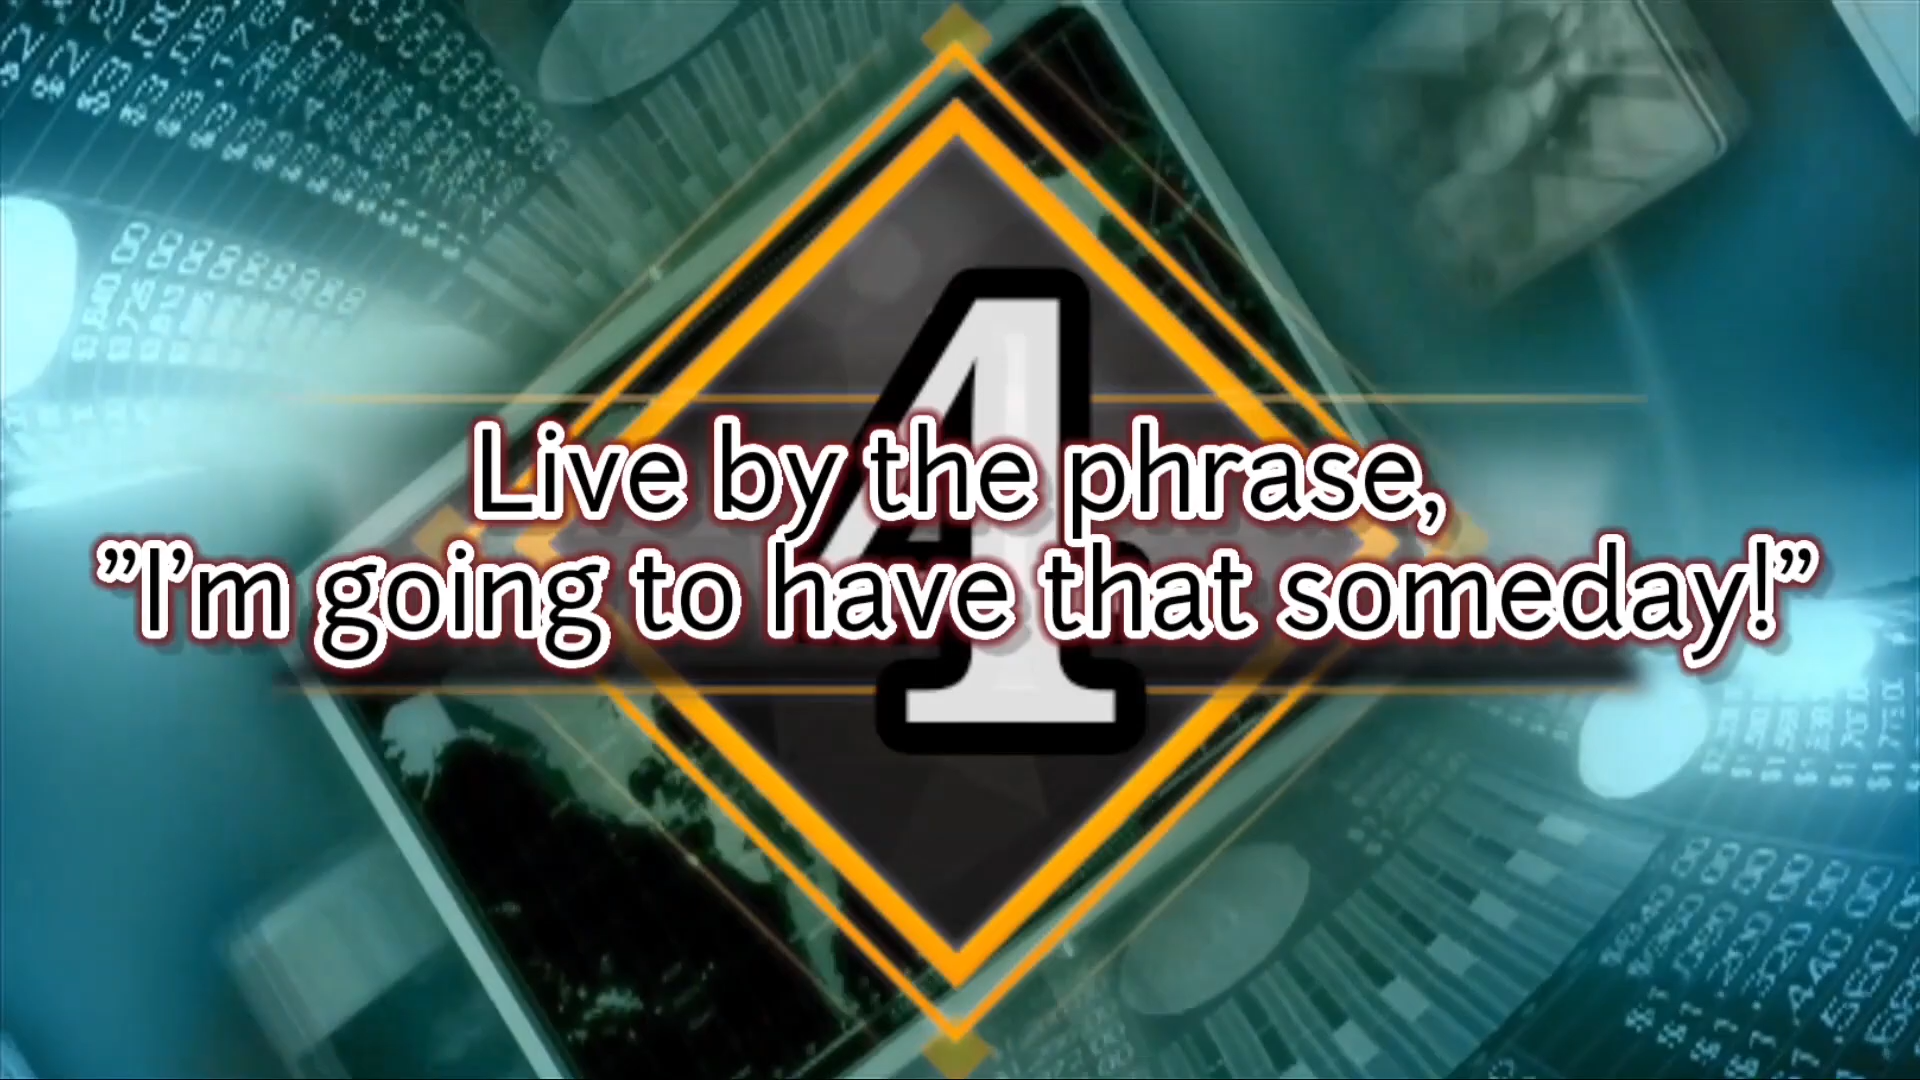 4
Live by the phrase,
”I'm going to have that someday!”